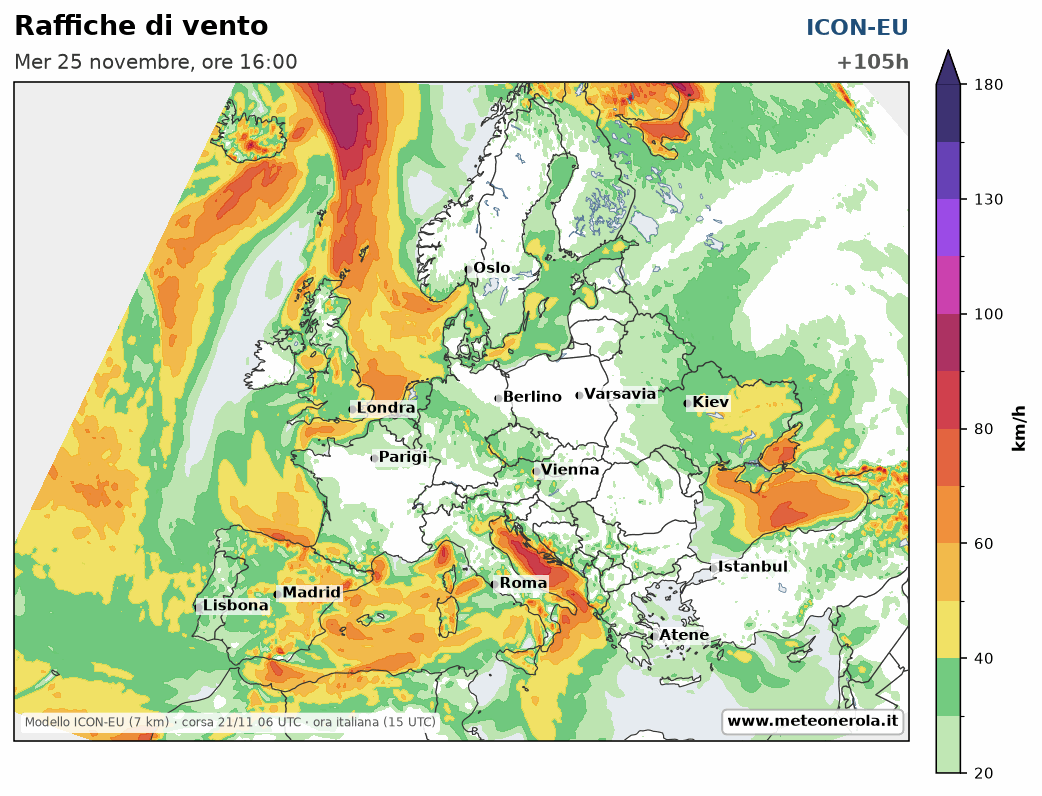 Raffiche di vento
ICON-EU
Mer 25 novembre, ore 16:00
+105h
180
130
100
80
60
40
20
km/h
Oslo
Londra
Berlino
Varsavia
Kiev
Parigi
Vienna
Istanbul
Roma
Madrid
Lisbona
Atene
Modello ICON-EU (7 km) · corsa 21/11 06 UTC · ora italiana (15 UTC)
www.meteonerola.it